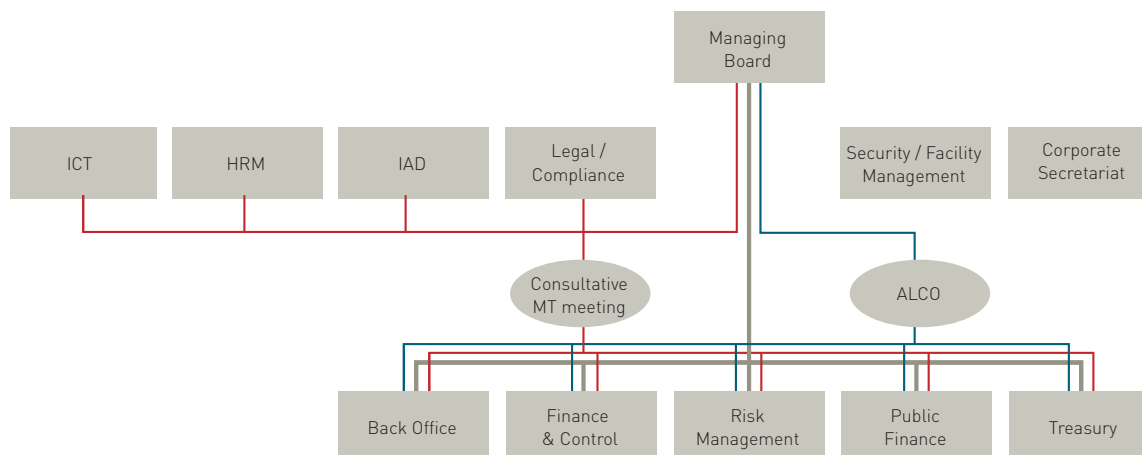 Managing
Board
ICT
HRM
IAD
Legal /
Compliance
Security / Facility
Management
Corporate
Secretariat
Consultative
MT meeting
ALCO
Back Office
Finance
& Control
Risk
Management
Public
Finance
Treasury